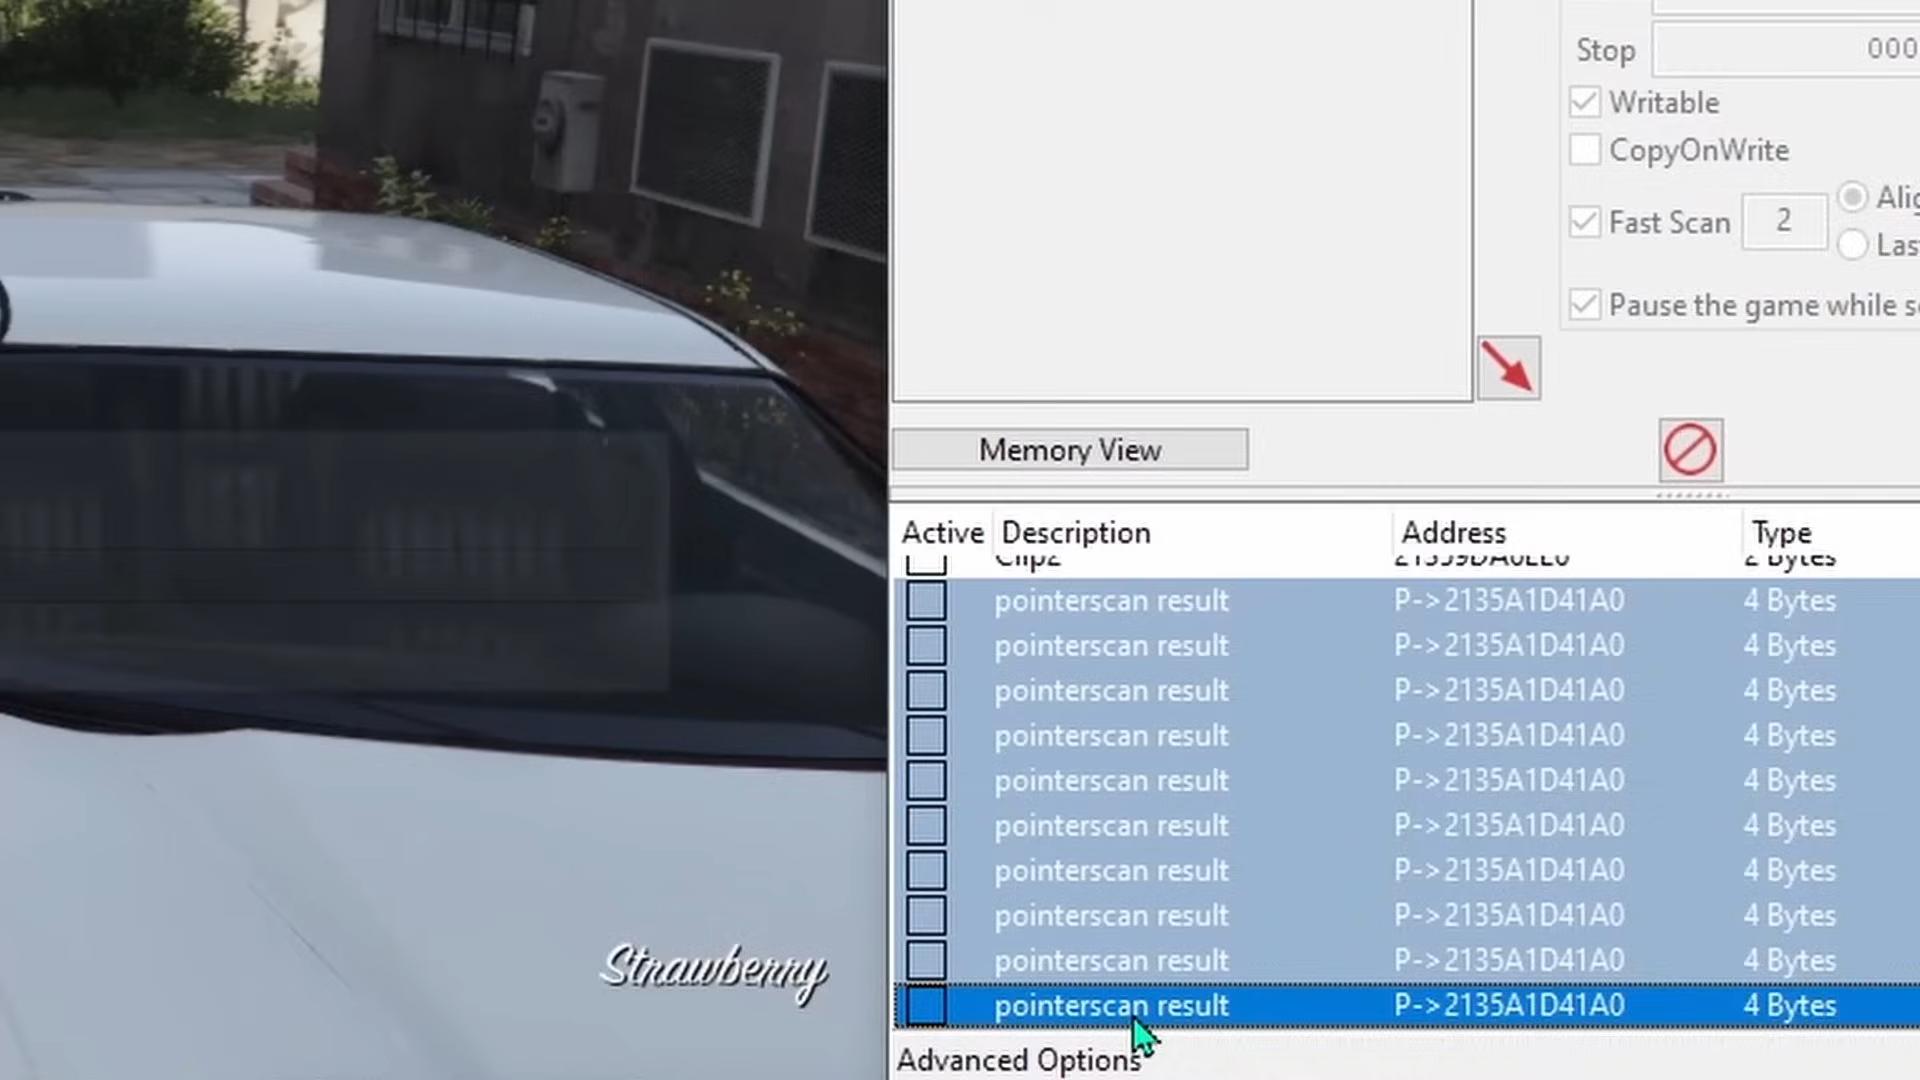 Stop 000
Writable
CopyOnWrite
Fast Scan 2
Pause the game while
Memory View
Active Description Address Type
Clip2 2 Bytes
pointerscan result P->2135A1D41A0 4 Bytes
pointerscan result P->2135A1D41A0 4 Bytes
pointerscan result P->2135A1D41A0 4 Bytes
pointerscan result P->2135A1D41A0 4 Bytes
pointerscan result P->2135A1D41A0 4 Bytes
pointerscan result P->2135A1D41A0 4 Bytes
pointerscan result P->2135A1D41A0 4 Bytes
pointerscan result P->2135A1D41A0 4 Bytes
pointerscan result P->2135A1D41A0 4 Bytes
pointerscan result P->2135A1D41A0 4 Bytes
Advanced Options
Strawberry